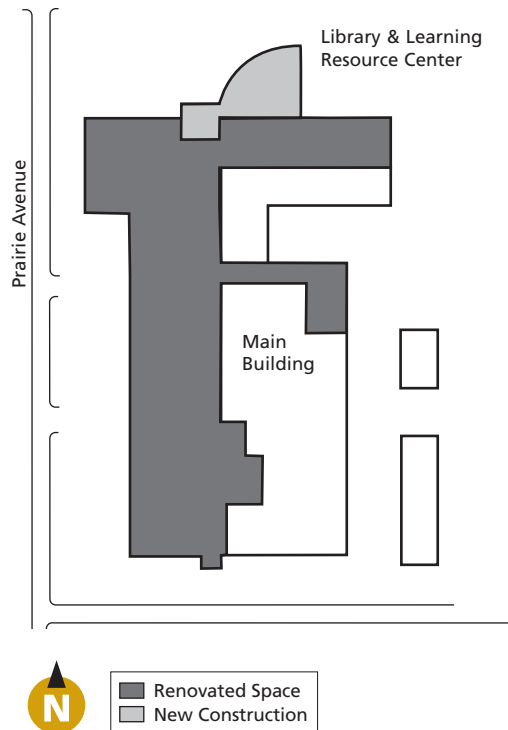 Library & Learning
Resource Center
Prairie Avenue
Main
Building
N
Renovated Space
New Construction